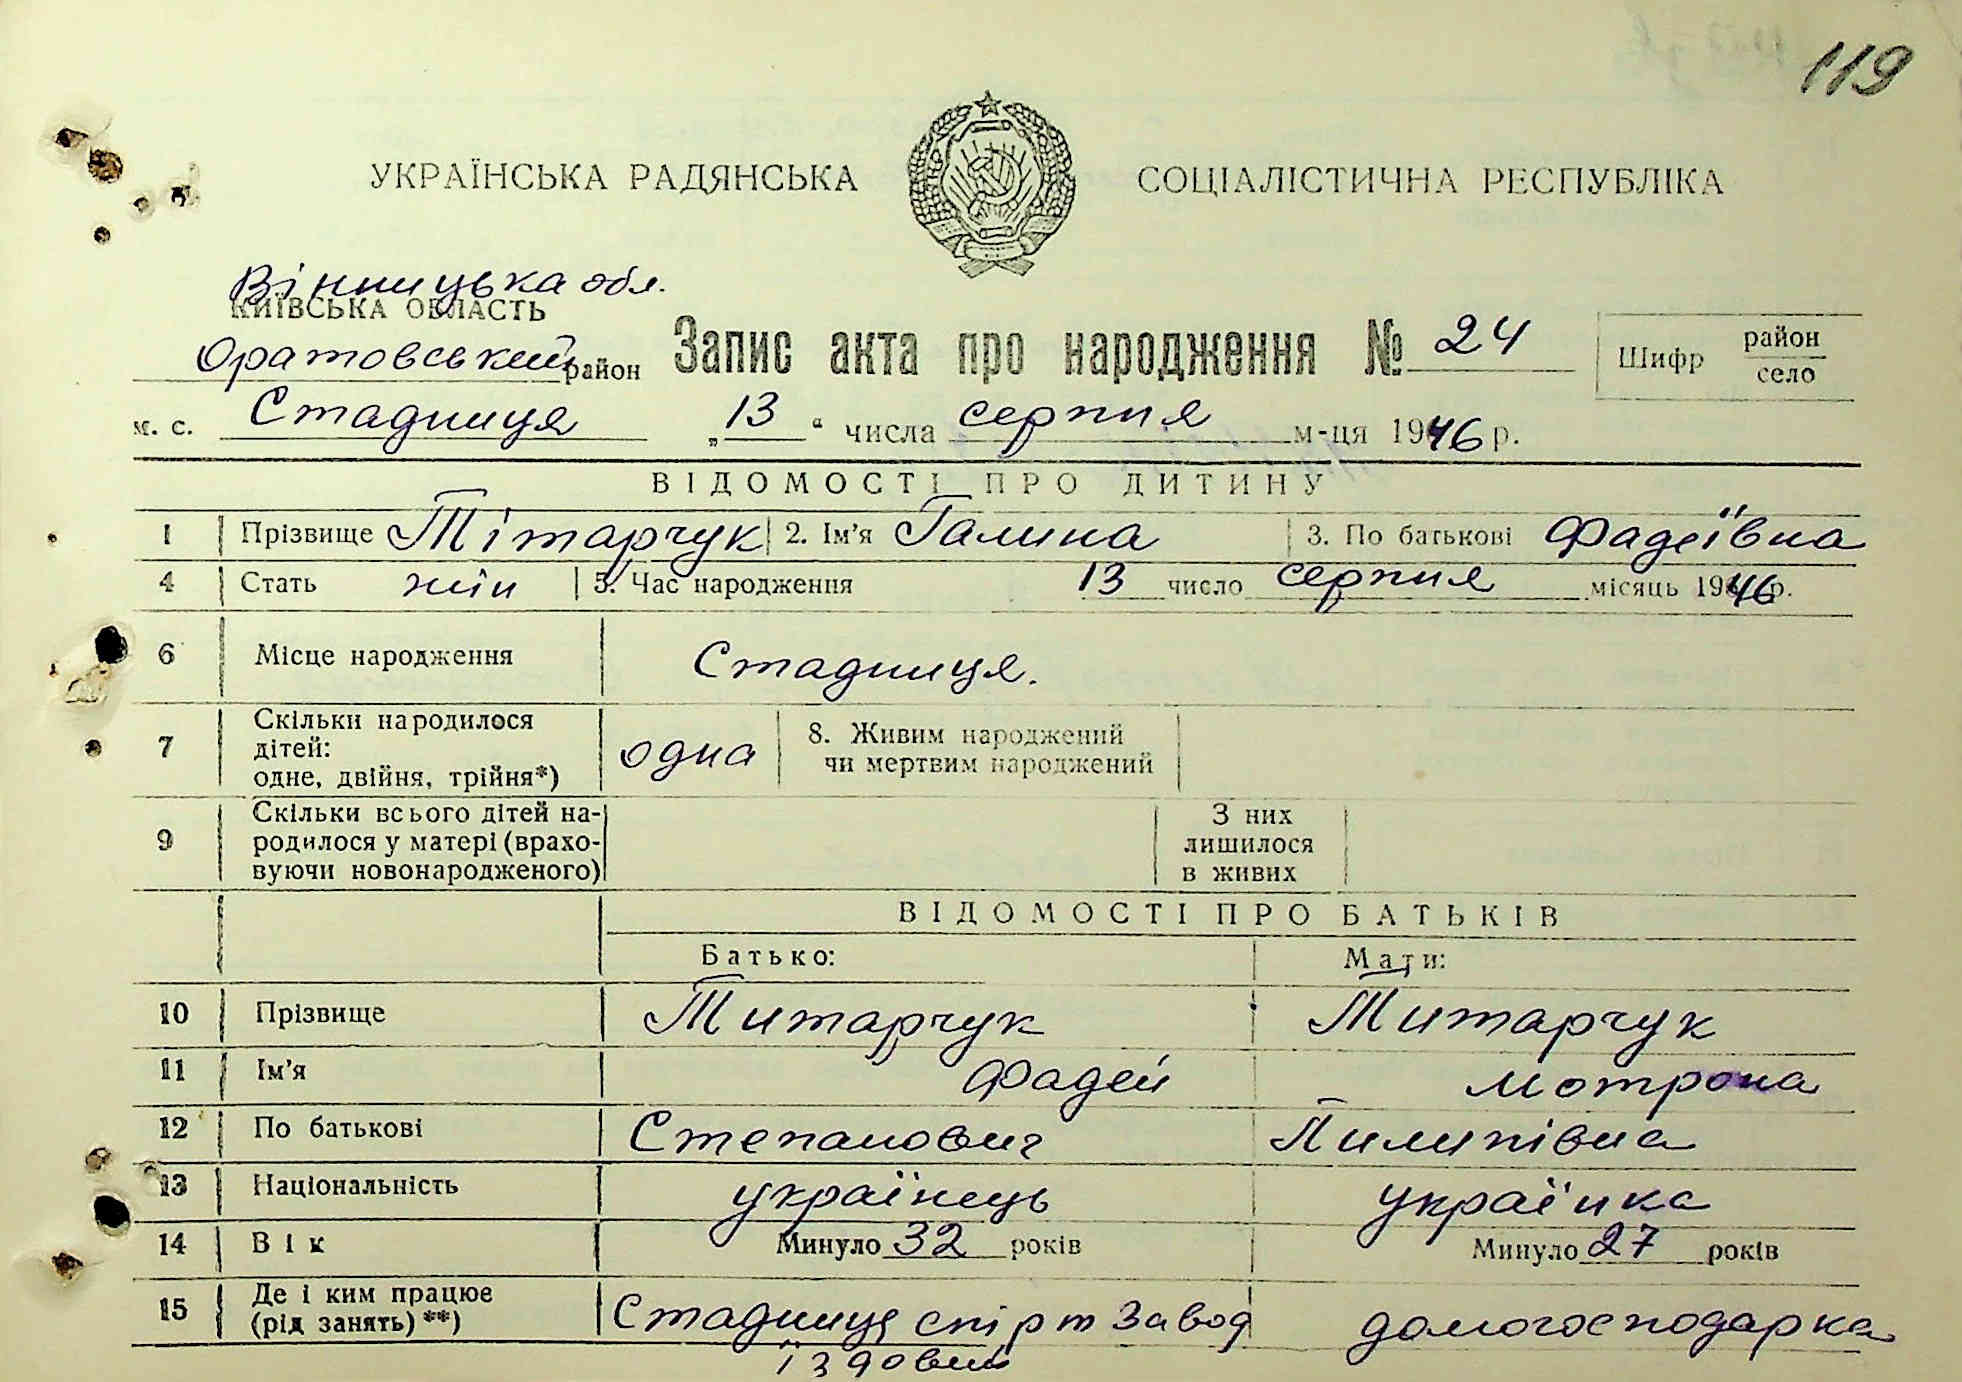 119
УКРАЇНСЬКА РАДЯНСЬКА СОЦІАЛІСТИЧНА РЕСПУБЛІКА
Вінницька обл.
КИЇВСЬКА ОБЛАСТЬ
Оратовський район Запис акта про народження № 24 Шифр район село
м. с. Стадниця „13“ числа серпня м-ця 1946 р.
ВІДОМОСТІ ПРО ДИТИНУ
1 Прізвище Тітарчук 2. Ім'я Галина 3. По батькові Фадеївна
4 Стать жін 5. Час народження 13 число серпня місяць 1946 р.
6 Місце народження Стадниця.
7 Скільки народилося дітей: одне, двійня, трійня*) одна 8. Живим народжений чи мертвим народжений
9 Скільки всього дітей народилося у матері (враховуючи новонародженого) З них лишилося в живих
ВІДОМОСТІ ПРО БАТЬКІВ
Батько: Мати:
10 Прізвище Титарчук Титарчук
11 Ім'я Фадей Мотрона
12 По батькові Степанович Пилипівна
13 Національність українець українка
14 Вік Минуло 32 років Минуло 27 років
15 Де і ким працює (рід занять) **) Стадниця спірт завод домогосподарка
їздовий